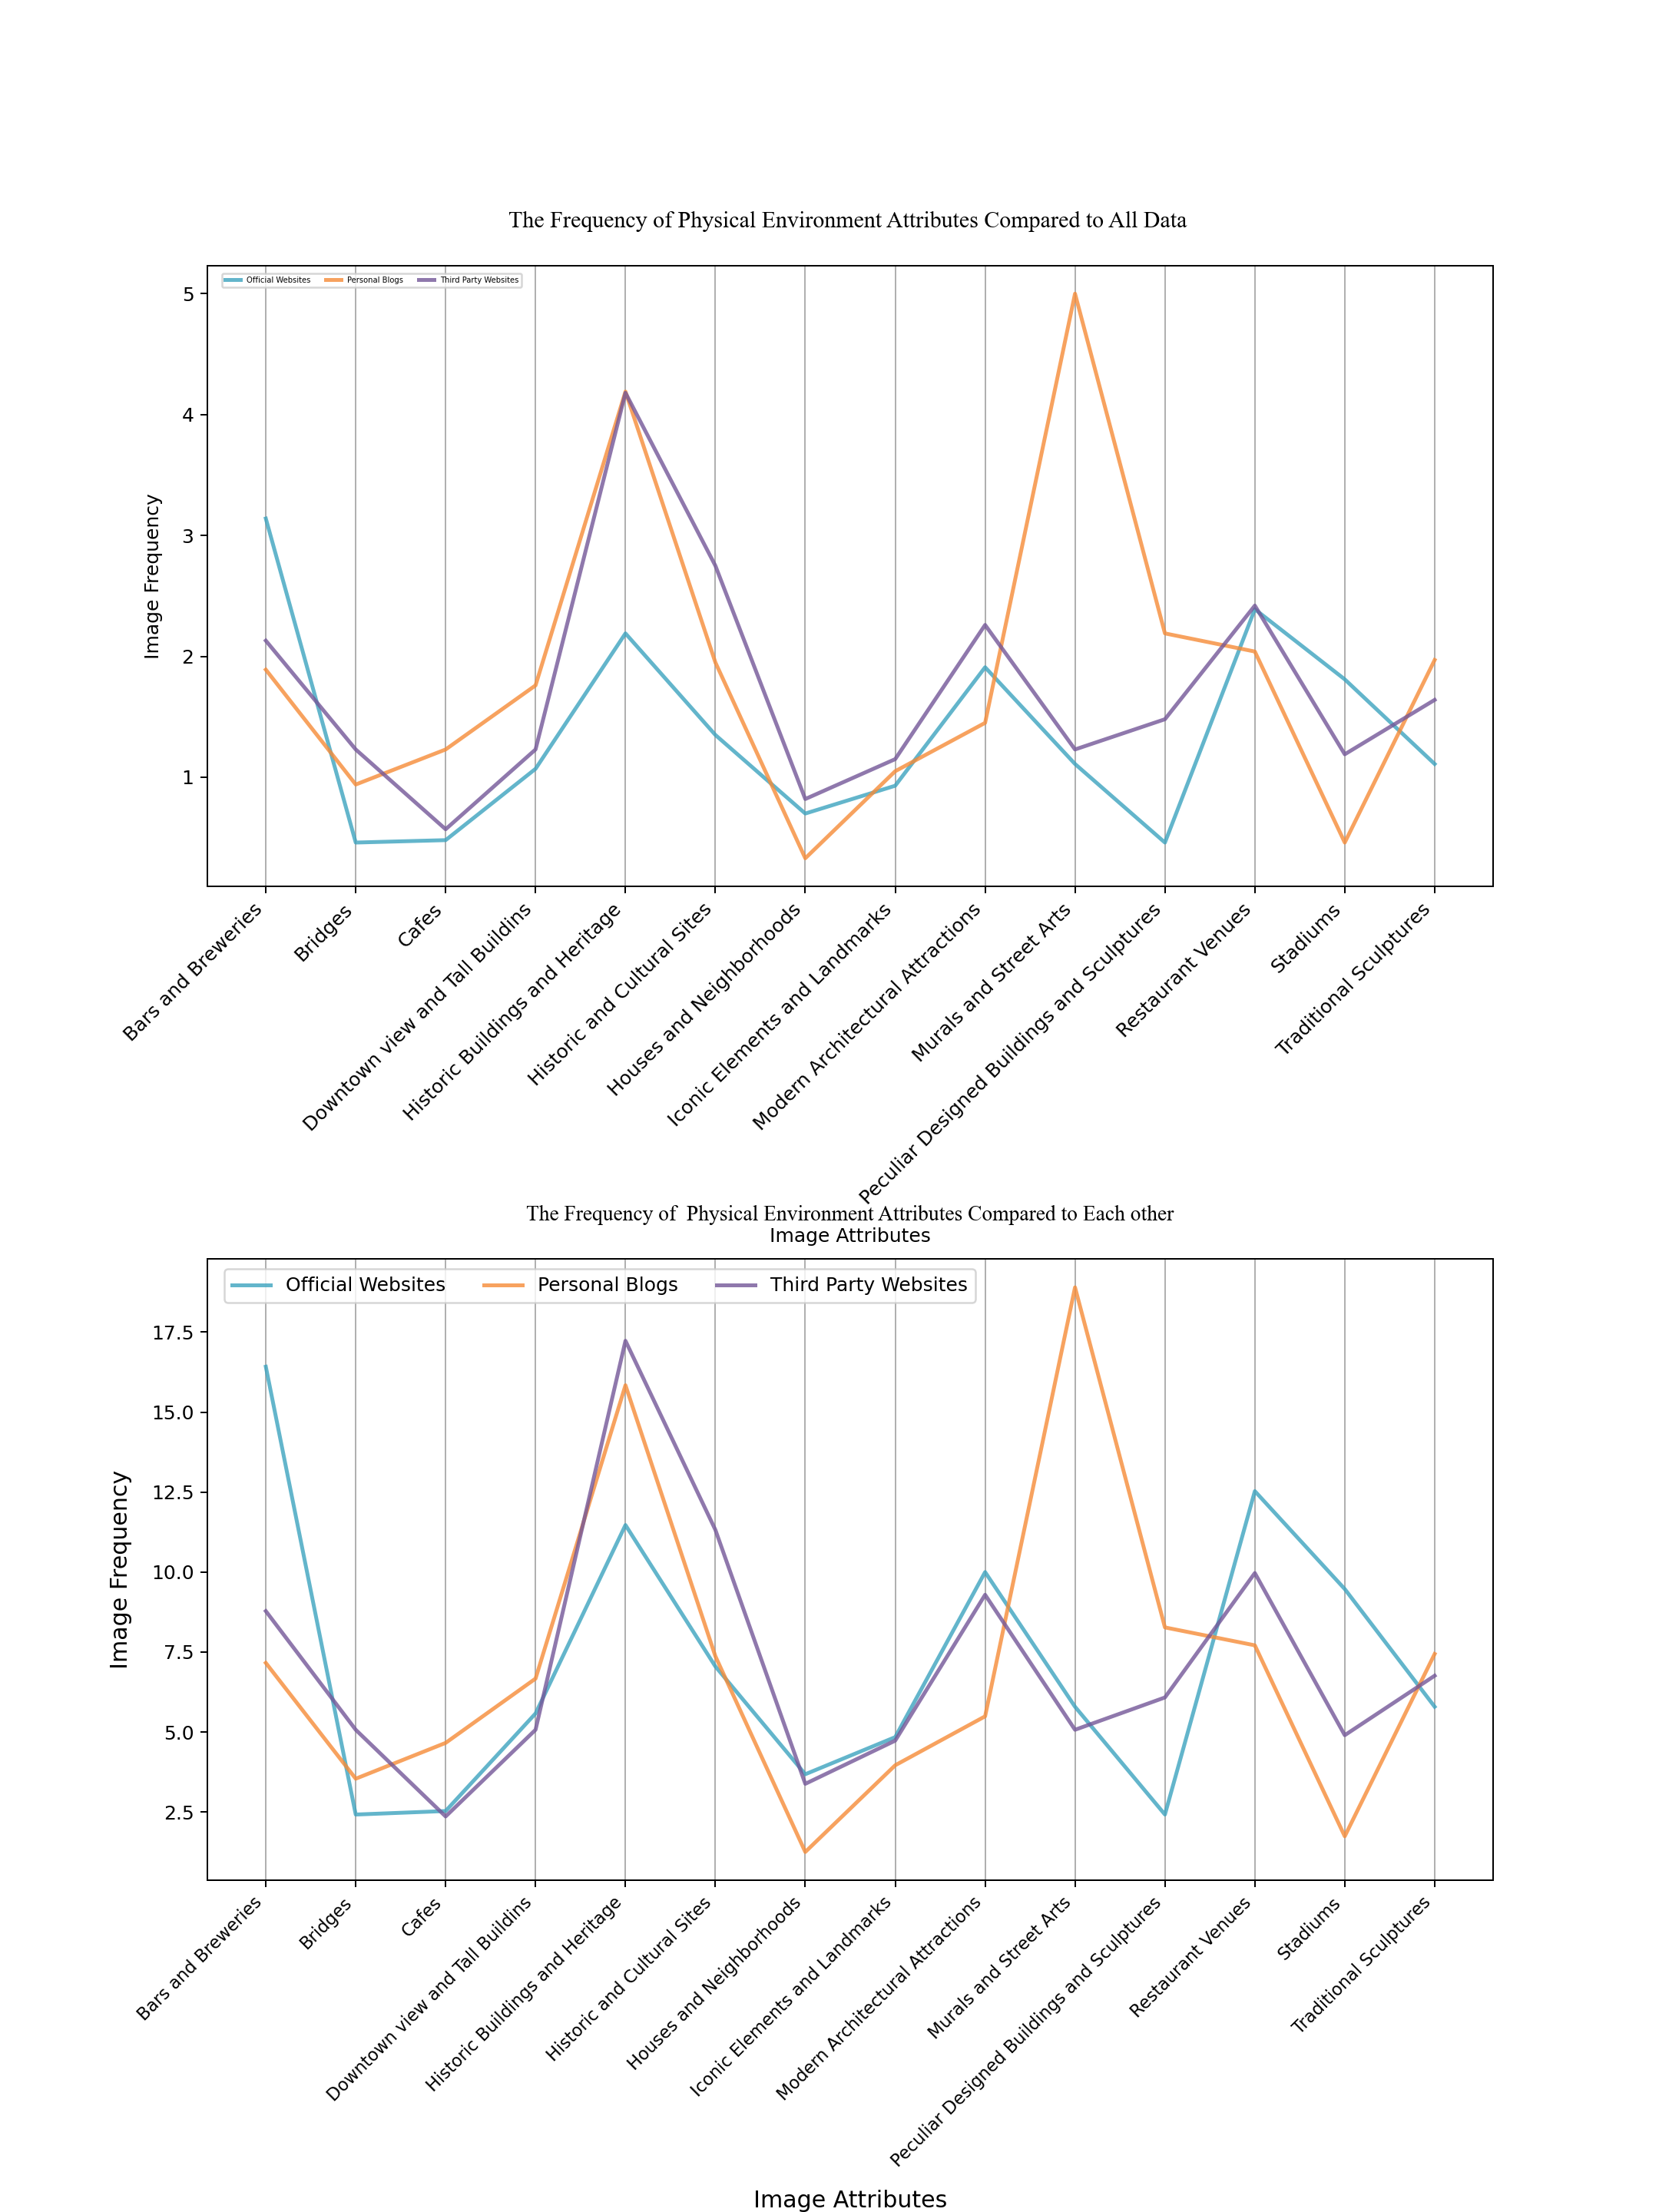 The Frequency of Physical Environment Attributes Compared to All Data
Official Websites Personal Blogs Third Party Websites
5
4
3
2
1
Image Frequency
Bars and Breweries
Bridges
Cafes
Downtown view and Tall Buildins
Historic Buildings and Heritage
Historic and Cultural Sites
Houses and Neighborhoods
Iconic Elements and Landmarks
Modern Architectural Attractions
Murals and Street Arts
Peculiar Designed Buildings and Sculptures
Restaurant Venues
Stadiums
Traditional Sculptures
The Frequency of  Physical Environment Attributes Compared to Each other
Image Attributes
Official Websites Personal Blogs Third Party Websites
17.5
15.0
12.5
10.0
7.5
5.0
2.5
Image Frequency
Bars and Breweries
Bridges
Cafes
Downtown view and Tall Buildins
Historic Buildings and Heritage
Historic and Cultural Sites
Houses and Neighborhoods
Iconic Elements and Landmarks
Modern Architectural Attractions
Murals and Street Arts
Peculiar Designed Buildings and Sculptures
Restaurant Venues
Stadiums
Traditional Sculptures
Image Attributes